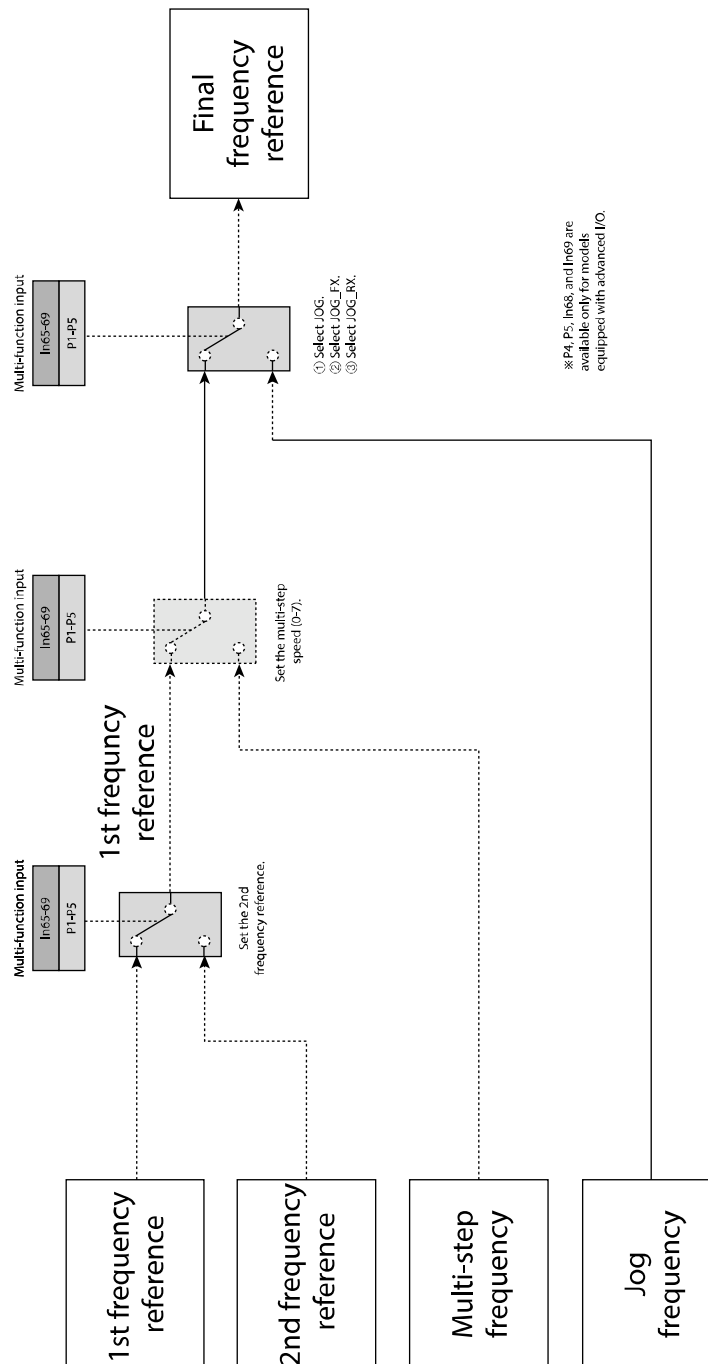 1st frequency
reference
2nd frequency
reference
Multi-step
frequency
Jog
frequency
Multi-function input
In65-69
P1-P5
Set the 2nd
frequency reference.
1st frequncy
reference
Multi-function input
In65-69
P1-P5
Set the multi-step
speed (0-7).
Multi-function input
In65-69
P1-P5
① Select JOG.
② Select JOG_FX.
③ Select JOG_RX.
Final
frequency
reference
※ P4, P5, In68, and In69 are
available only for models
equipped with advanced I/O.